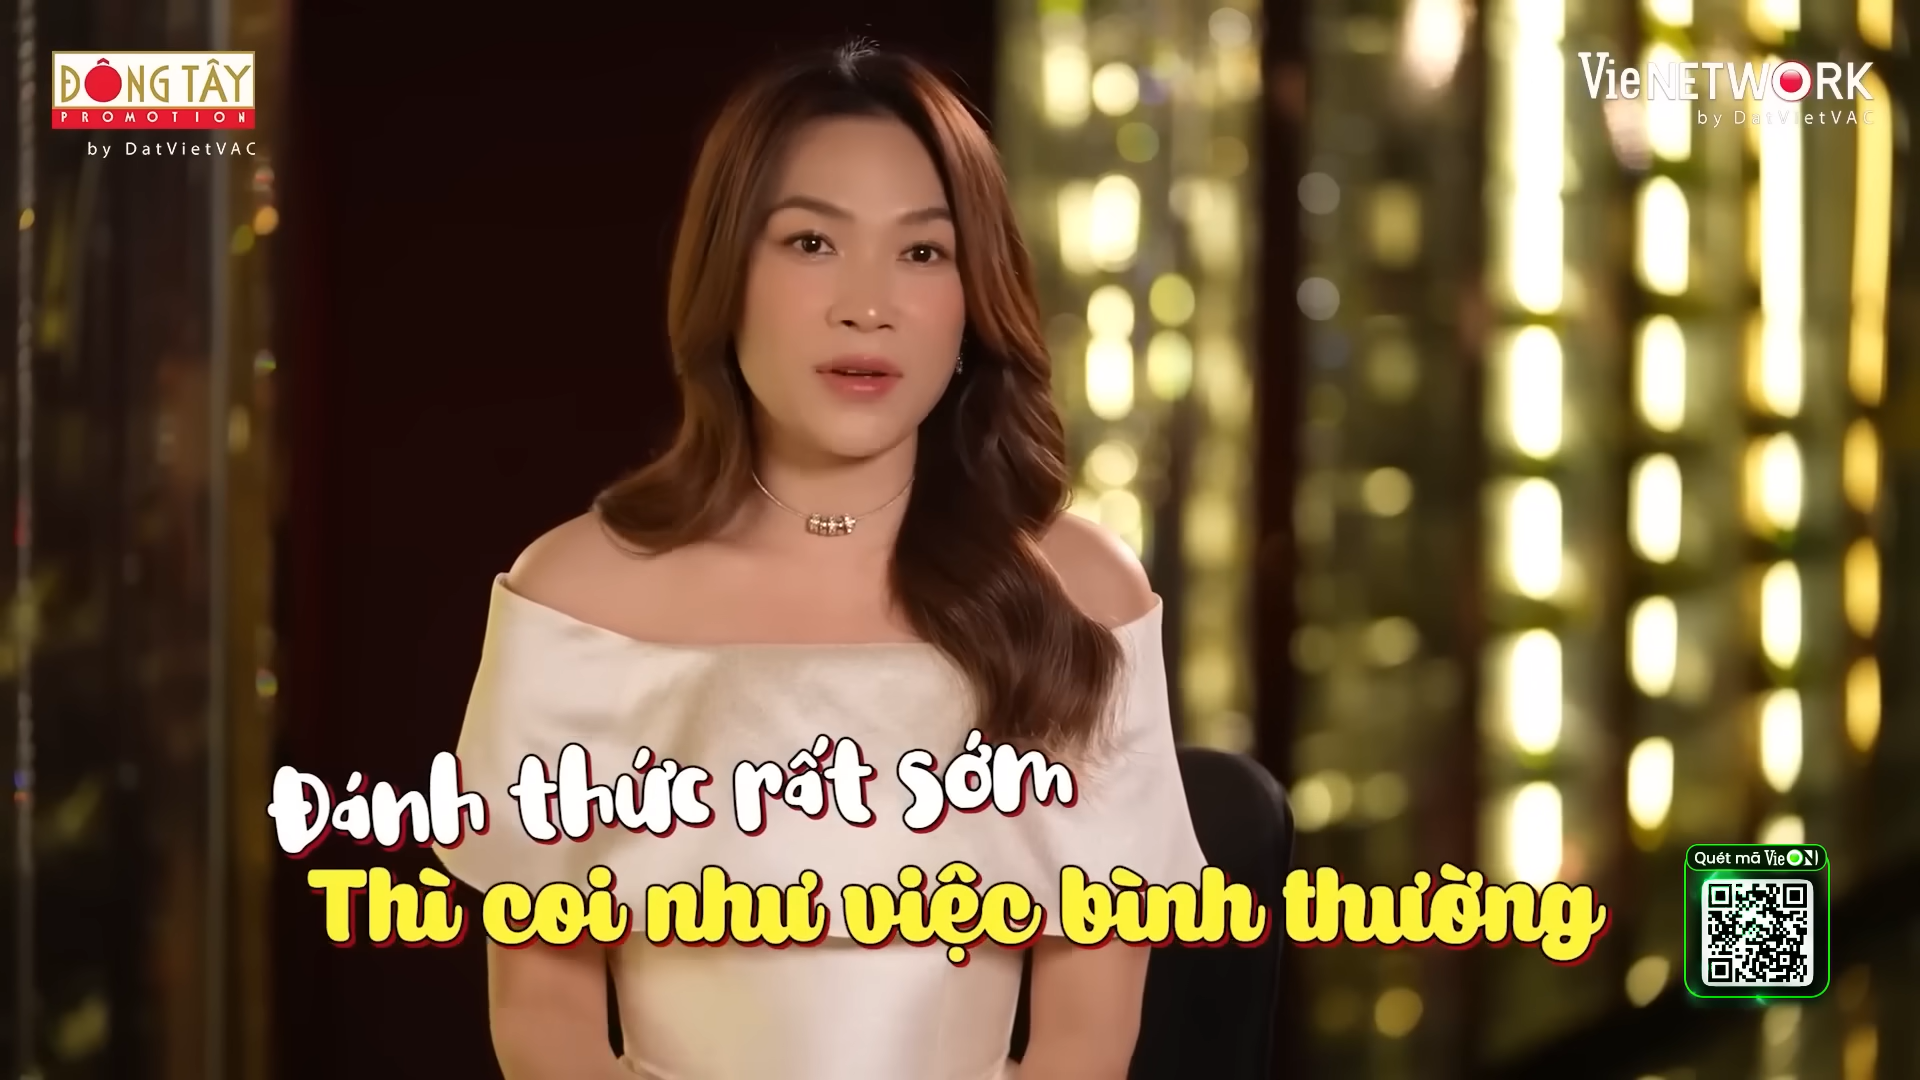 ĐÔNG TÂY
PROMOTION
by DatVietVAC
VieNETWORK
by DatVietVAC
Đánh thức rất sớm
Thì coi như việc bình thường
Quét mã VieON